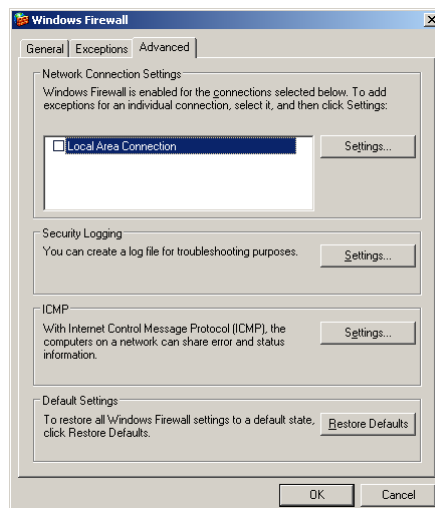 Windows Firewall
General Exceptions Advanced
Network Connection Settings
Windows Firewall is enabled for the connections selected below. To add
exceptions for an individual connection, select it, and then click Settings:
Local Area Connection
Settings...
Security Logging
You can create a log file for troubleshooting purposes.
Settings...
ICMP
With Internet Control Message Protocol (ICMP), the
computers on a network can share error and status
information.
Settings...
Default Settings
To restore all Windows Firewall settings to a default state,
click Restore Defaults.
Restore Defaults
OK Cancel